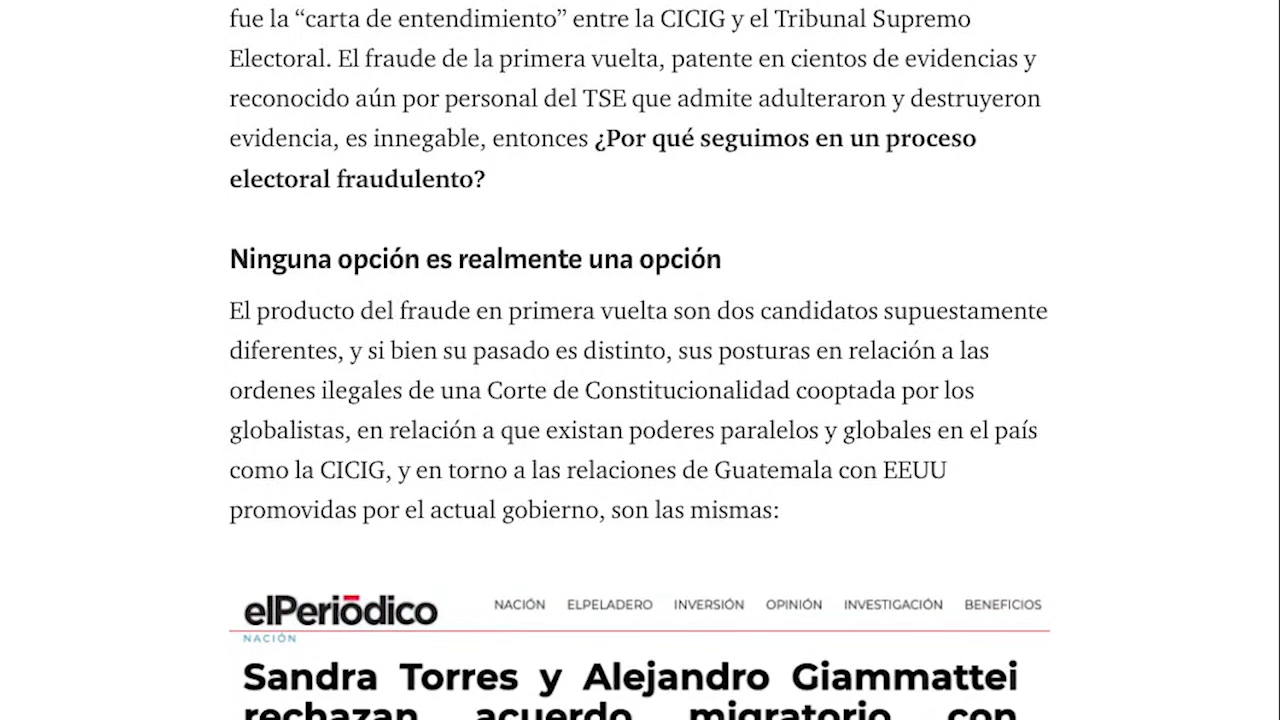 fue la “carta de entendimiento” entre la CICIG y el Tribunal Supremo
Electoral. El fraude de la primera vuelta, patente en cientos de evidencias y
reconocido aún por personal del TSE que admite adulteraron y destruyeron
evidencia, es innegable, entonces ¿Por qué seguimos en un proceso
electoral fraudulento?
Ninguna opción es realmente una opción
El producto del fraude en primera vuelta son dos candidatos supuestamente
diferentes, y si bien su pasado es distinto, sus posturas en relación a las
ordenes ilegales de una Corte de Constitucionalidad cooptada por los
globalistas, en relación a que existan poderes paralelos y globales en el país
como la CICIG, y en torno a las relaciones de Guatemala con EEUU
promovidas por el actual gobierno, son las mismas:
elPeriódico NACIÓN ELPELADERO INVERSIÓN OPINIÓN INVESTIGACIÓN BENEFICIOS
NACIÓN
Sandra Torres y Alejandro Giammattei
rechazan acuerdo migratorio con